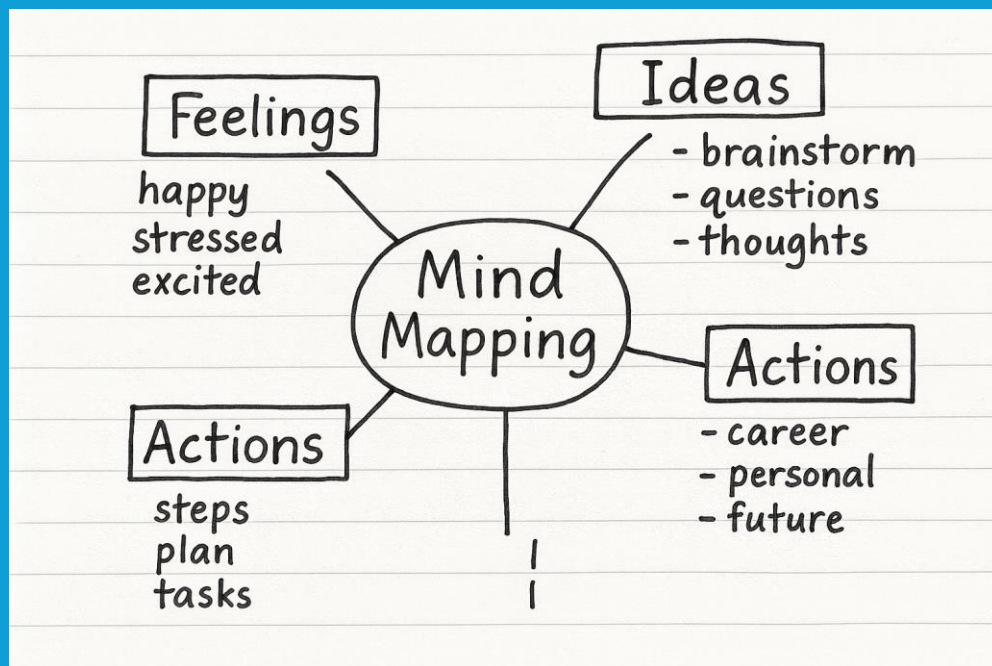 Feelings
happy
stressed
excited
Ideas
- brainstorm
- questions
- thoughts
Mind
Mapping
Actions
steps
plan
tasks
Actions
- career
- personal
- future